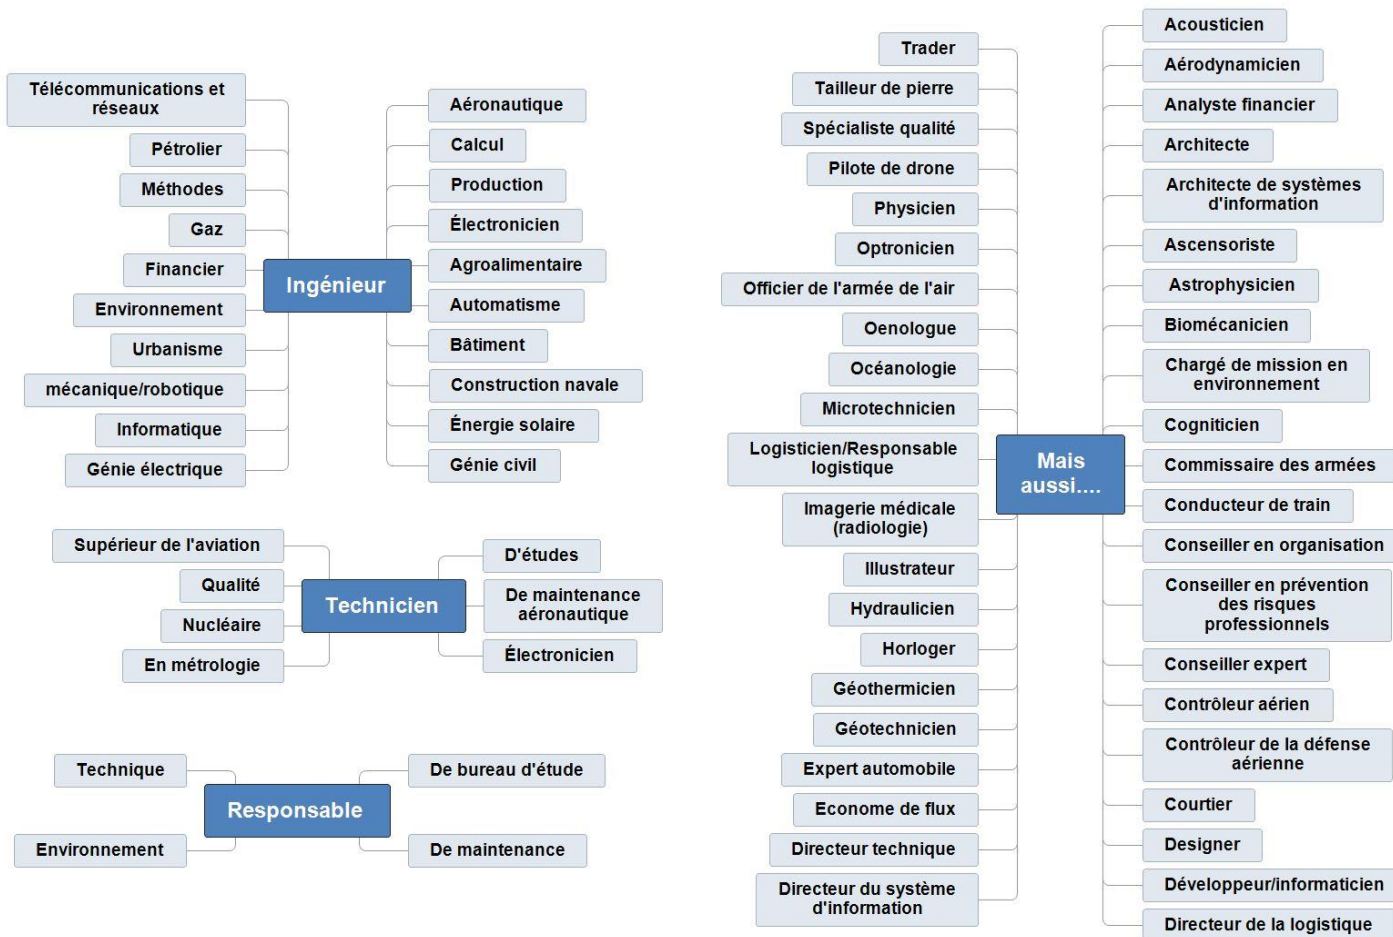 Télécommunications et
réseaux
Pétrolier
Méthodes
Gaz
Financier
Environnement
Urbanisme
mécanique/robotique
Informatique
Génie électrique
Ingénieur
Aéronautique
Calcul
Production
Électronicien
Agroalimentaire
Automatisme
Bâtiment
Construction navale
Énergie solaire
Génie civil
Supérieur de l'aviation
Qualité
Nucléaire
En métrologie
Technicien
D'études
De maintenance
aéronautique
Électronicien
Technique
Environnement
Responsable
De bureau d'étude
De maintenance
Trader
Tailleur de pierre
Spécialiste qualité
Pilote de drone
Physicien
Optronicien
Officier de l'armée de l'air
Oenologue
Océanologie
Microtechnicien
Logisticien/Responsable
logistique
Imagerie médicale
(radiologie)
Illustrateur
Hydraulicien
Horloger
Géothermicien
Géotechnicien
Expert automobile
Econome de flux
Directeur technique
Directeur du système
d'information
Mais
aussi....
Acousticien
Aérodynamicien
Analyste financier
Architecte
Architecte de systèmes
d'information
Ascensoriste
Astrophysicien
Biomécanicien
Chargé de mission en
environnement
Cogniticien
Commissaire des armées
Conducteur de train
Conseiller en organisation
Conseiller en prévention
des risques
professionnels
Conseiller expert
Contrôleur aérien
Contrôleur de la défense
aérienne
Courtier
Designer
Développeur/informaticien
Directeur de la logistique